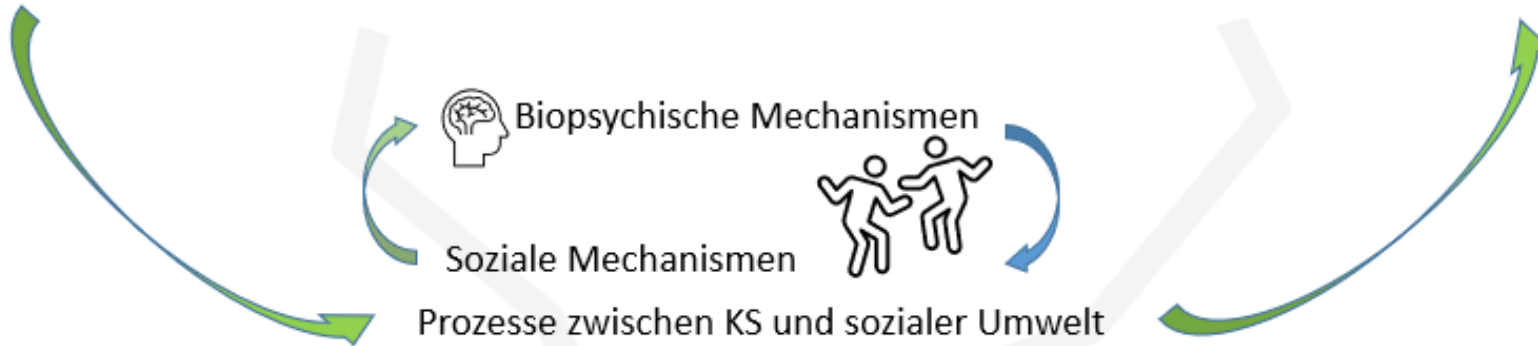 Biopsychische Mechanismen
Soziale Mechanismen
Prozesse zwischen KS und sozialer Umwelt